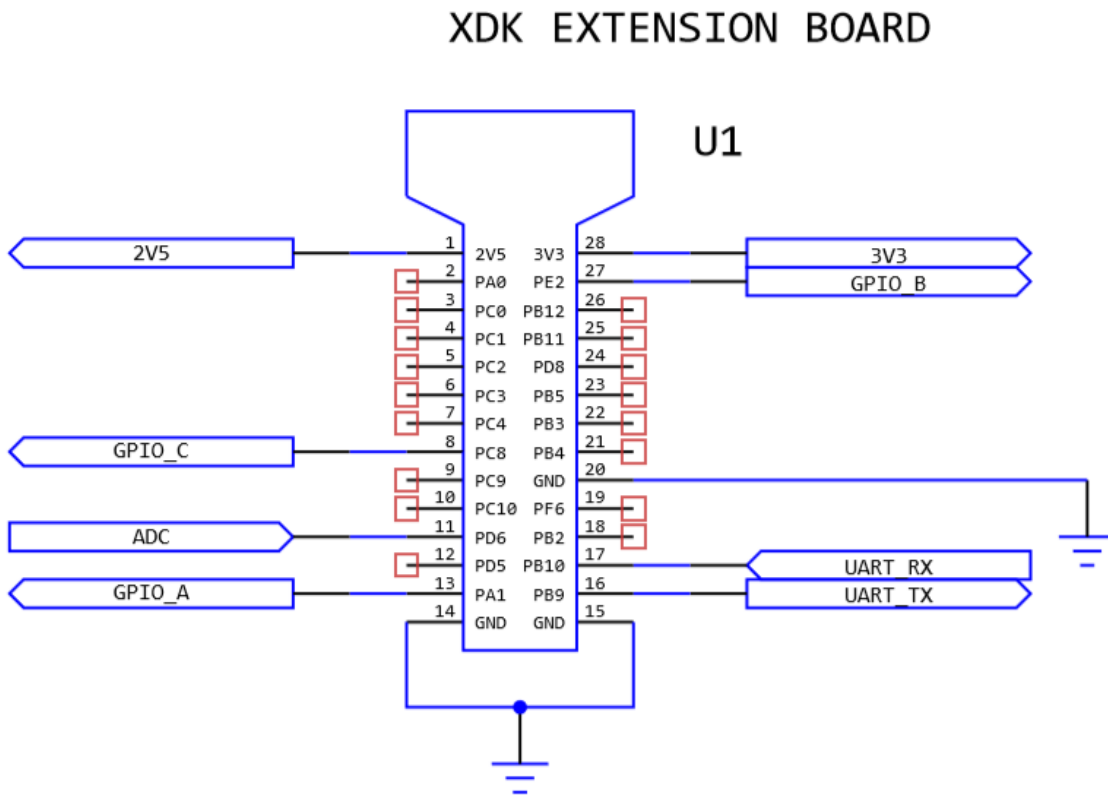 XDK EXTENSION BOARD
U1
2V5 1 2V5 3V3 28 3V3
2 PA0 PE2 27 GPIO_B
3 PC0 PB12 26
4 PC1 PB11 25
5 PC2 PD8 24
6 PC3 PB5 23
7 PC4 PB3 22
GPIO_C 8 PC8 PB4 21
9 PC9 GND 20
10 PC10 PF6 19
ADC 11 PD6 PB2 18
12 PD5 PB10 17 UART_RX
GPIO_A 13 PA1 PB9 16 UART_TX
14 GND GND 15